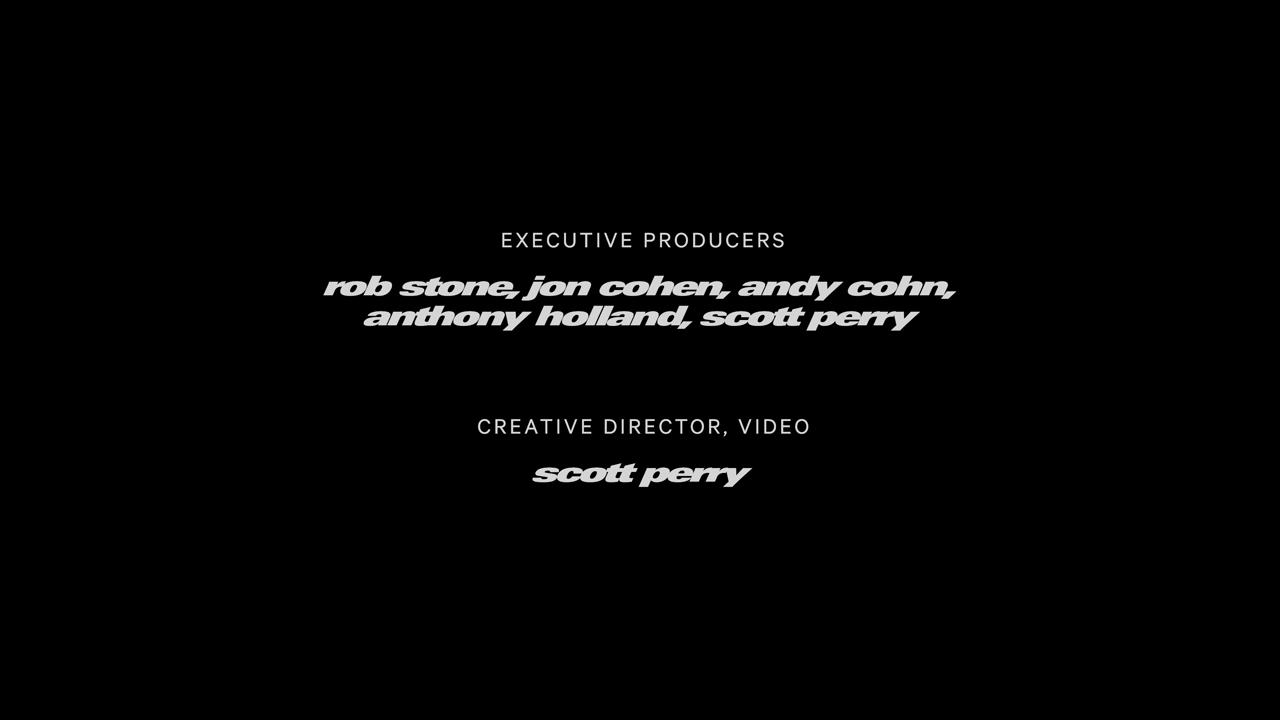 EXECUTIVE PRODUCERS
rob stone, jon cohen, andy cohn,
anthony holland, scott perry
CREATIVE DIRECTOR, VIDEO
scott perry